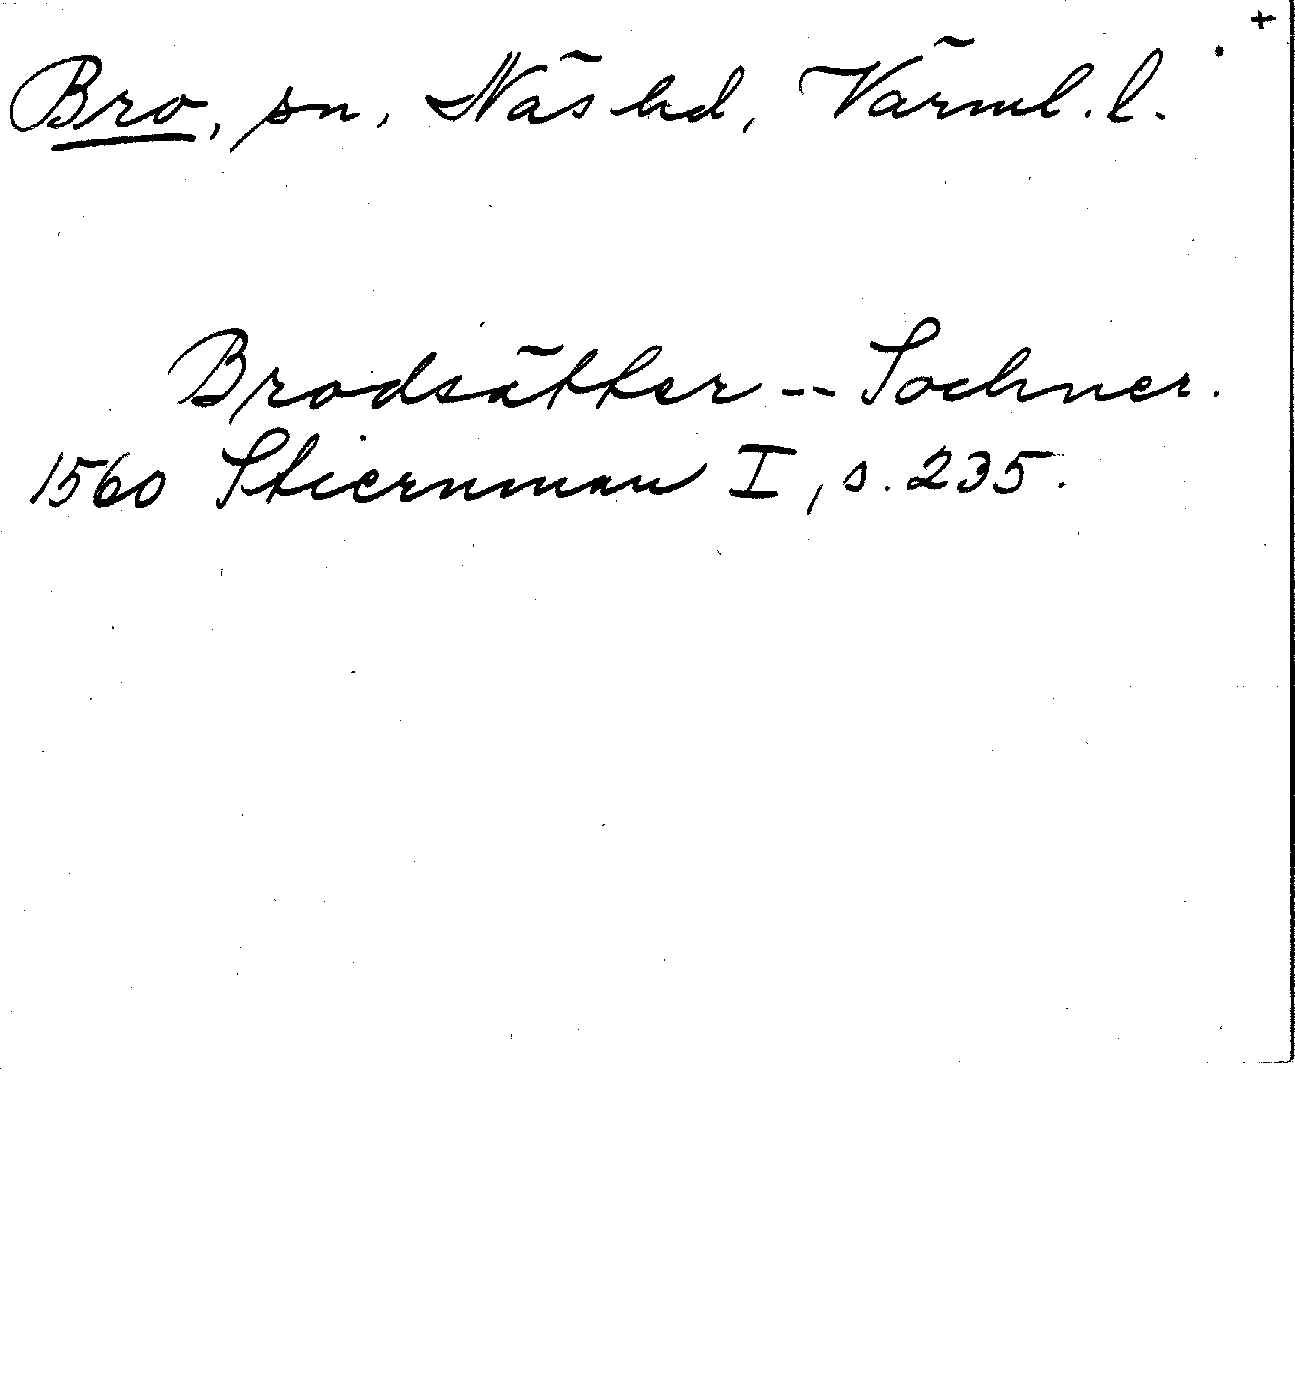 +
Bro, sn, Näs hd, Värml. l.
Brodsätter -- Sochner.
1560 Stiernman I, s. 235.